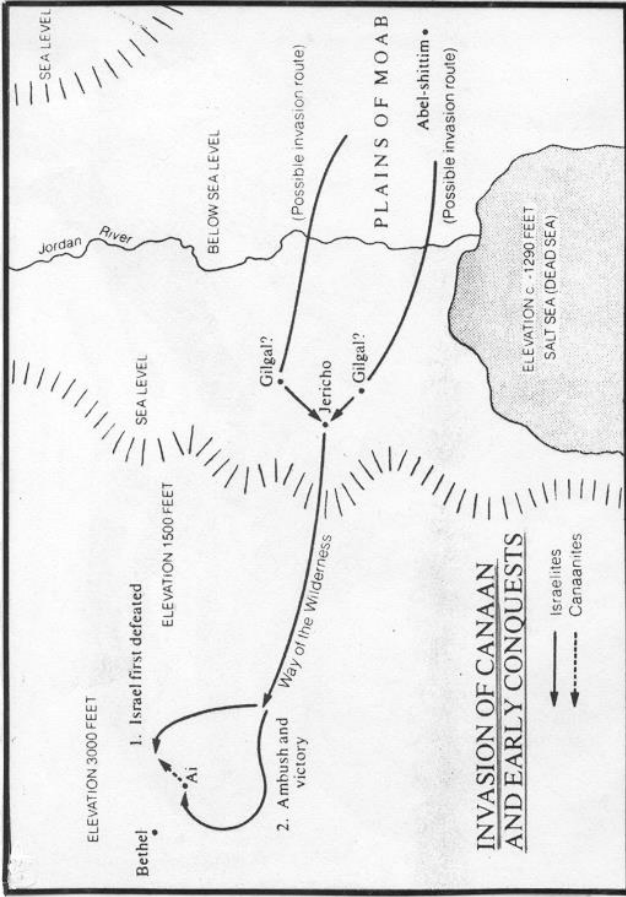 ELEVATION 3000 FEET
Bethel
1. Israel first defeated
Ai
2. Ambush and
victory
ELEVATION 1500 FEET
Way of the Wilderness
SEA LEVEL
Gilgal?
Jericho
Gilgal?
Jordan River
BELOW SEA LEVEL
(Possible invasion route)
PLAINS OF MOAB
Abel-shittim
(Possible invasion route)
SEA LEVEL
ELEVATION c. -1290 FEET
SALT SEA (DEAD SEA)
INVASION OF CANAAN
AND EARLY CONQUESTS
Israelites
Canaanites